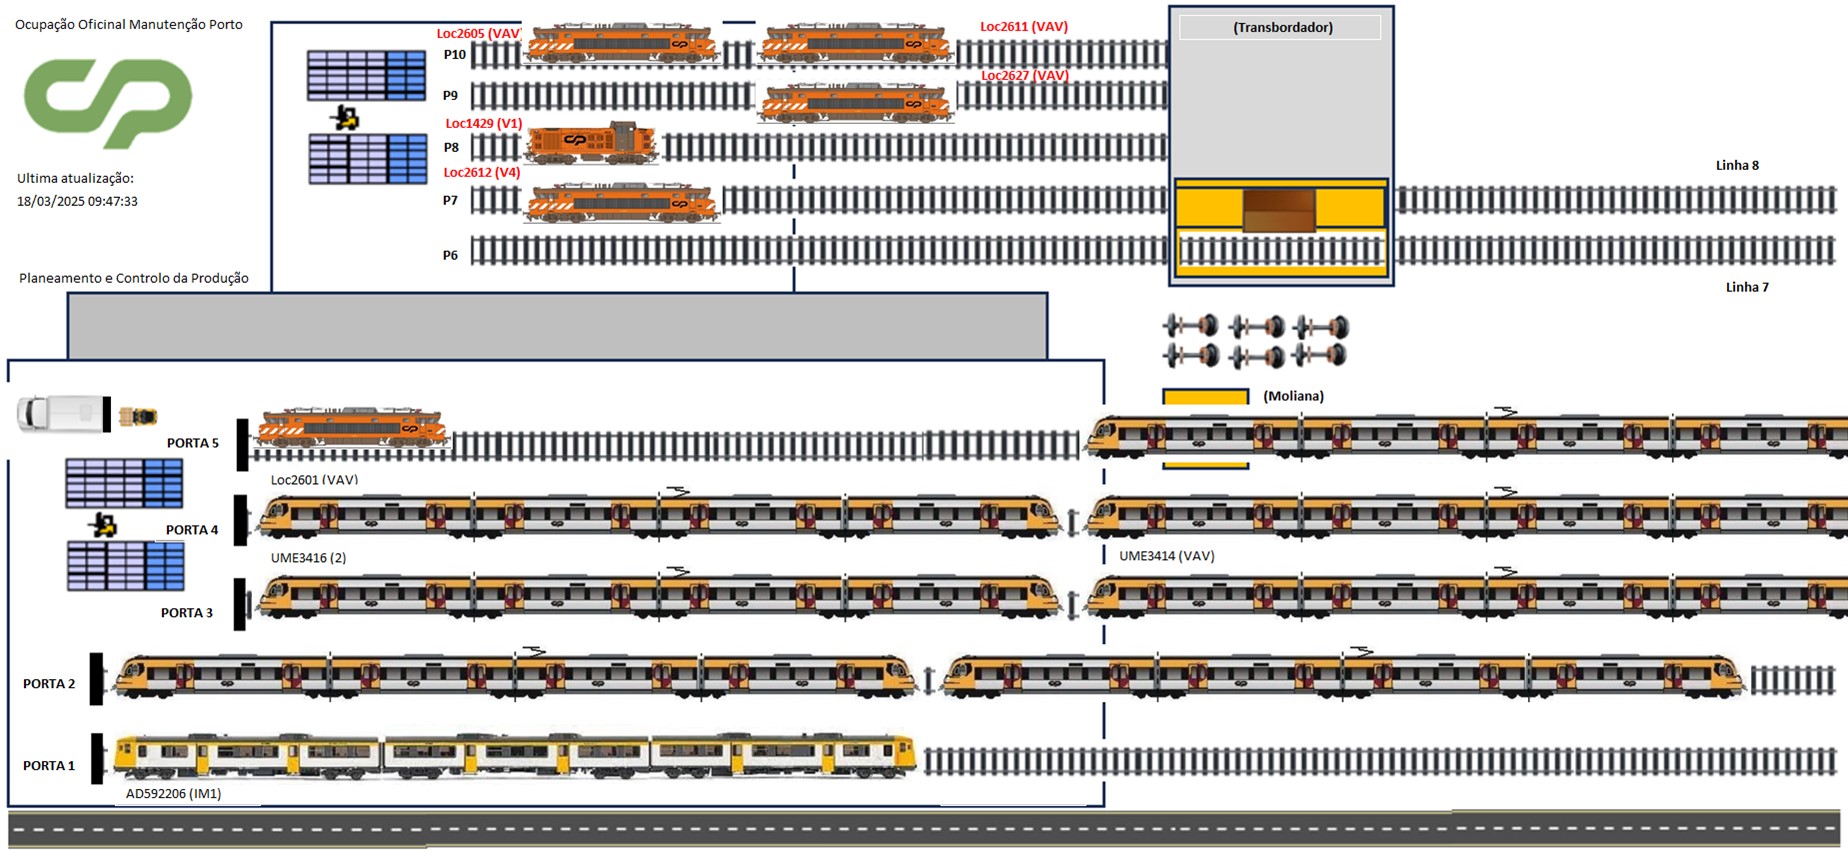 Ocupação Oficinal Manutenção Porto
CP
Ultima atualização:
18/03/2025 09:47:33
Planeamento e Controlo da Produção
Loc2605 (VAV)
Loc2611 (VAV)
(Transbordador)
P10
Loc2627 (VAV)
P9
Loc1429 (V1)
P8
Loc2612 (V4)
P7
Linha 8
P6
Linha 7
(Moliana)
PORTA 5
Loc2601 (VAV)
PORTA 4
UME3416 (2)
UME3414 (VAV)
PORTA 3
PORTA 2
PORTA 1
AD592206 (IM1)